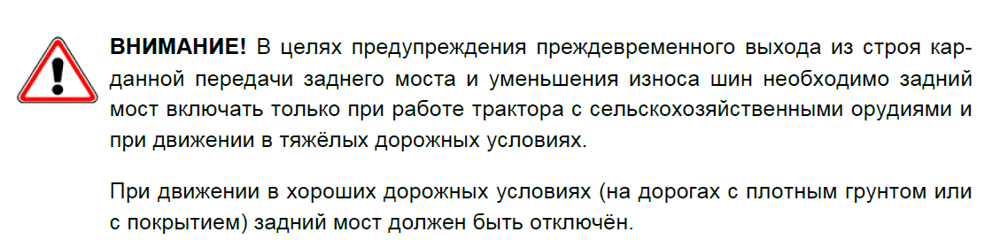 ВНИМАНИЕ! В целях предупреждения преждевременного выхода из строя кар-
данной передачи заднего моста и уменьшения износа шин необходимо задний
мост включать только при работе трактора с сельскохозяйственными орудиями и
при движении в тяжёлых дорожных условиях.
При движении в хороших дорожных условиях (на дорогах с плотным грунтом или
с покрытием) задний мост должен быть отключён.